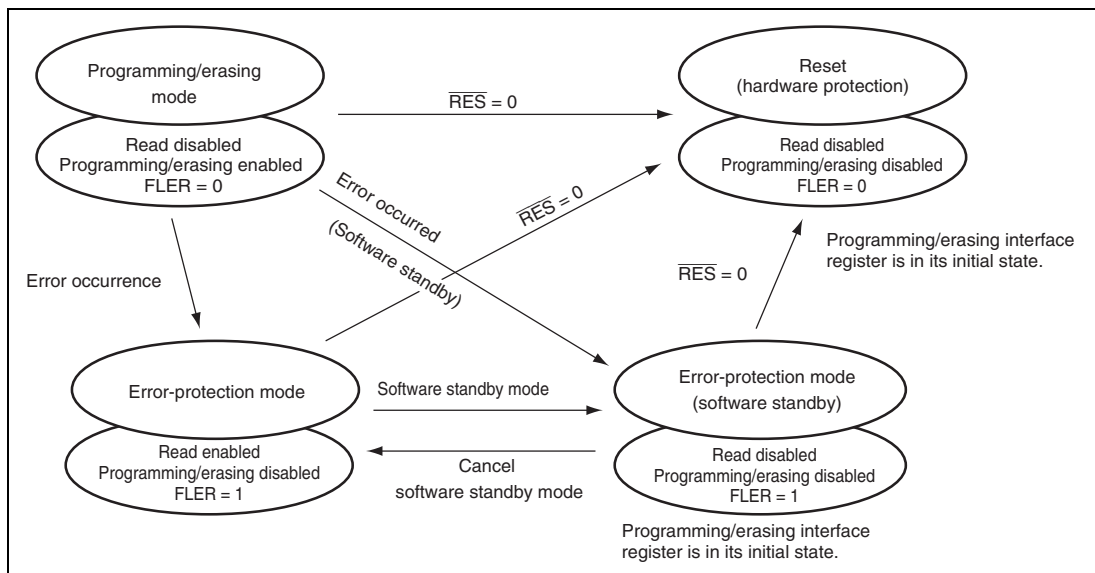 Programming/erasing
mode
Read disabled
Programming/erasing enabled
FLER = 0
RES = 0
Reset
(hardware protection)
Read disabled
Programming/erasing disabled
FLER = 0
Programming/erasing interface
register is in its initial state.
Error occurred
(Software standby)
RES = 0
RES = 0
Error occurrence
Error-protection mode
Read enabled
Programming/erasing disabled
FLER = 1
Software standby mode
Cancel
software standby mode
Error-protection mode
(software standby)
Read disabled
Programming/erasing disabled
FLER = 1
Programming/erasing interface
register is in its initial state.